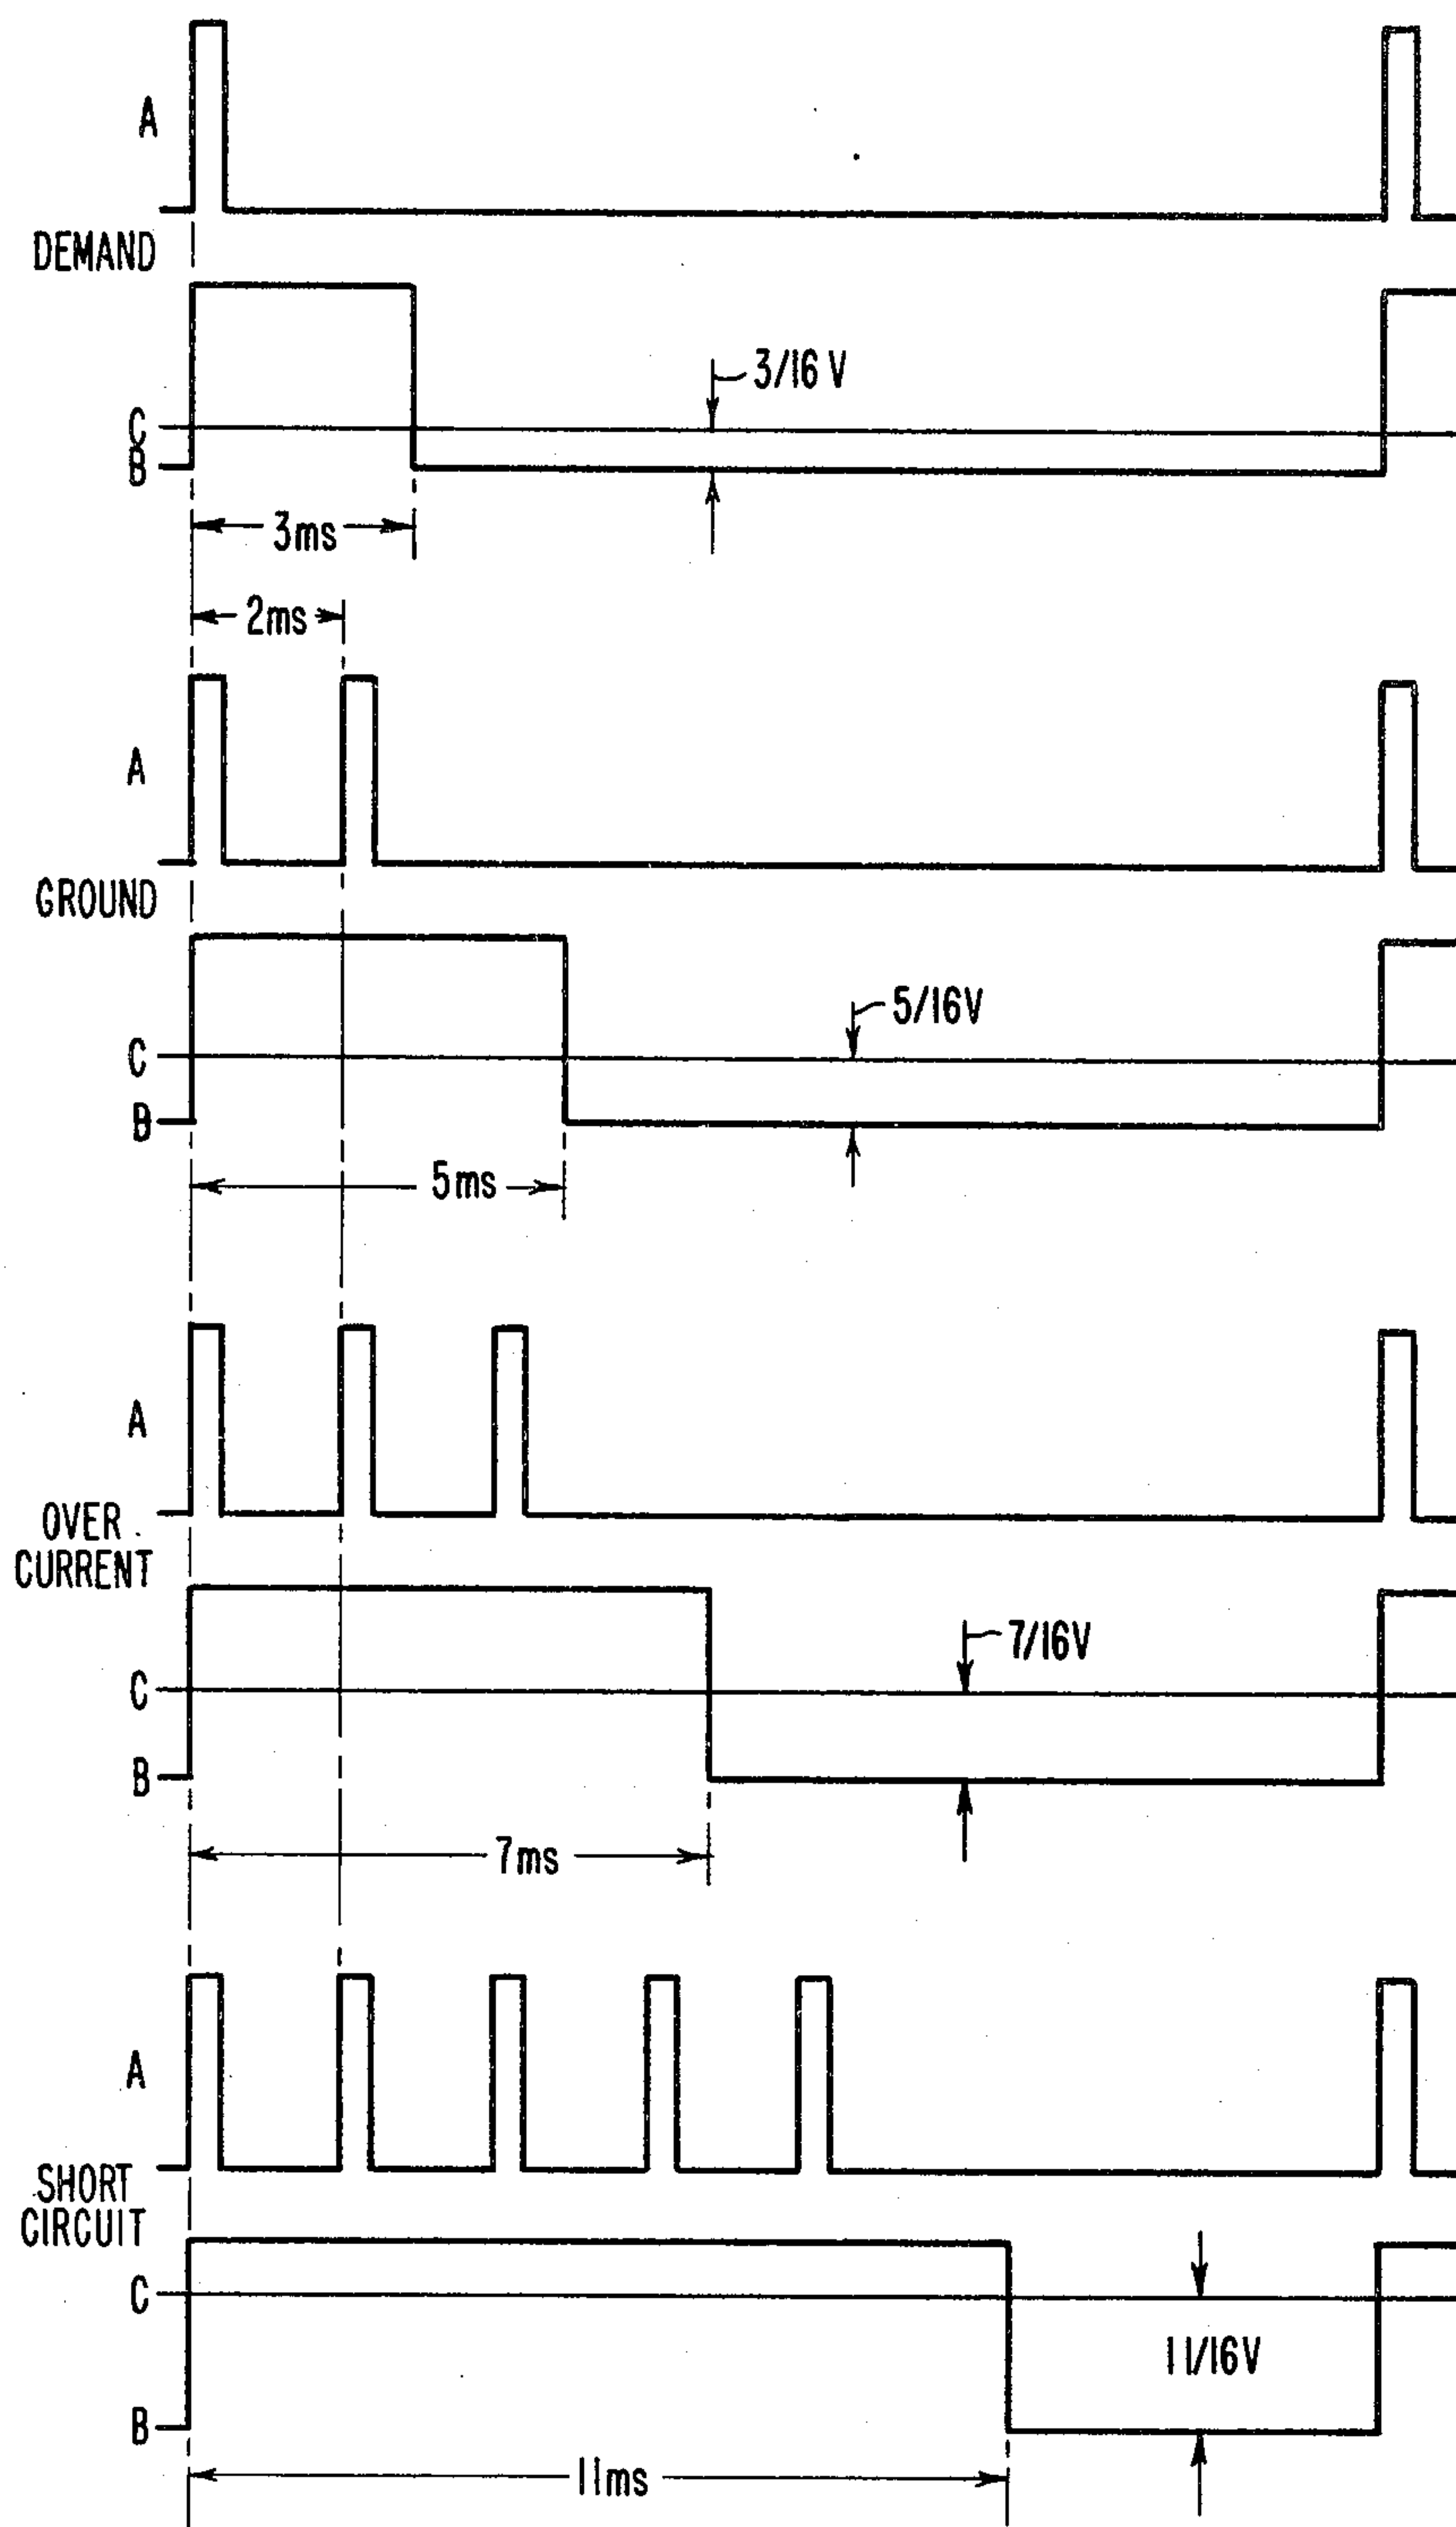 A
DEMAND
3/16 V
C
B
3ms
2ms
A
GROUND
5/16V
C
B
5ms
A
OVER
CURRENT
7/16V
C
B
7ms
A
SHORT
CIRCUIT
C
11/16V
B
11ms